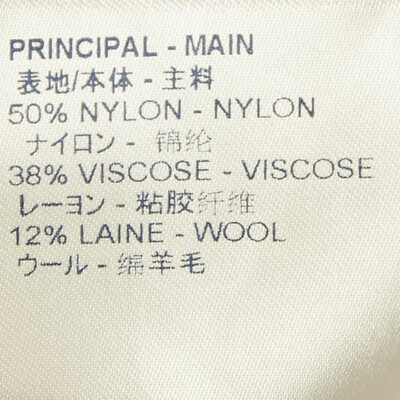 PRINCIPAL - MAIN
表地/本体 - 主料
50% NYLON - NYLON
ナイロン - 锦纶
38% VISCOSE - VISCOSE
レーヨン - 粘胶纤维
12% LAINE - WOOL
ウール - 绵羊毛